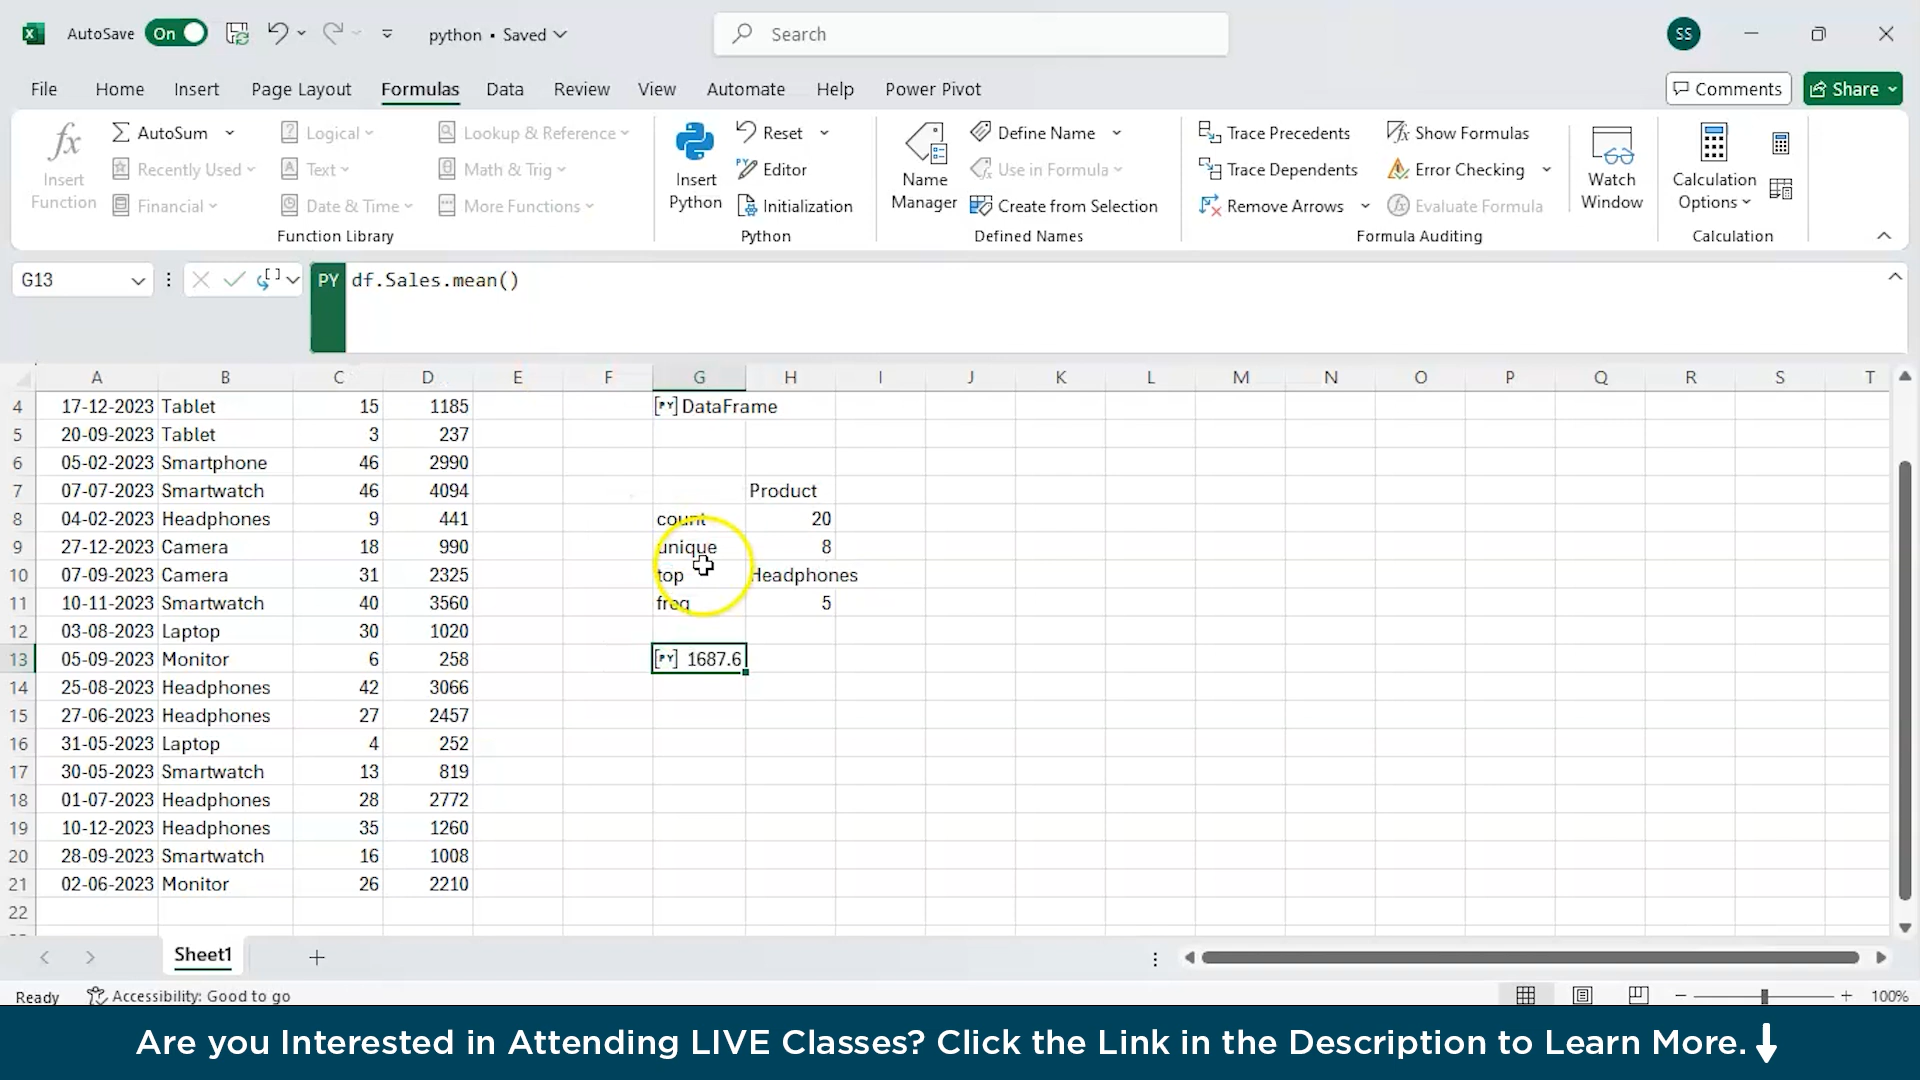 AutoSave On python • Saved Search SS
File Home Insert Page Layout Formulas Data Review View Automate Help Power Pivot Comments Share
fx Insert Function
AutoSum Recently Used Financial
Logical Text Date & Time
Lookup & Reference Math & Trig More Functions
Function Library
Insert Python
Reset Editor Initialization
Python
Name Manager
Define Name Use in Formula Create from Selection
Defined Names
Trace Precedents Trace Dependents Remove Arrows
Show Formulas Error Checking Evaluate Formula
Formula Auditing
Watch Window
Calculation Options
Calculation
G13 PY df.Sales.mean()
A B C D E F G H I J K L M N O P Q R S T
4 17-12-2023 Tablet 15 1185 [PY] DataFrame
5 20-09-2023 Tablet 3 237
6 05-02-2023 Smartphone 46 2990
7 07-07-2023 Smartwatch 46 4094 Product
8 04-02-2023 Headphones 9 441 count 20
9 27-12-2023 Camera 18 990 unique 8
10 07-09-2023 Camera 31 2325 top Headphones
11 10-11-2023 Smartwatch 40 3560 freq 5
12 03-08-2023 Laptop 30 1020
13 05-09-2023 Monitor 6 258 [PY] 1687.6
14 25-08-2023 Headphones 42 3066
15 27-06-2023 Headphones 27 2457
16 31-05-2023 Laptop 4 252
17 30-05-2023 Smartwatch 13 819
18 01-07-2023 Headphones 28 2772
19 10-12-2023 Headphones 35 1260
20 28-09-2023 Smartwatch 16 1008
21 02-06-2023 Monitor 26 2210
22
Sheet1
Ready Accessibility: Good to go 100%
Are you Interested in Attending LIVE Classes? Click the Link in the Description to Learn More.